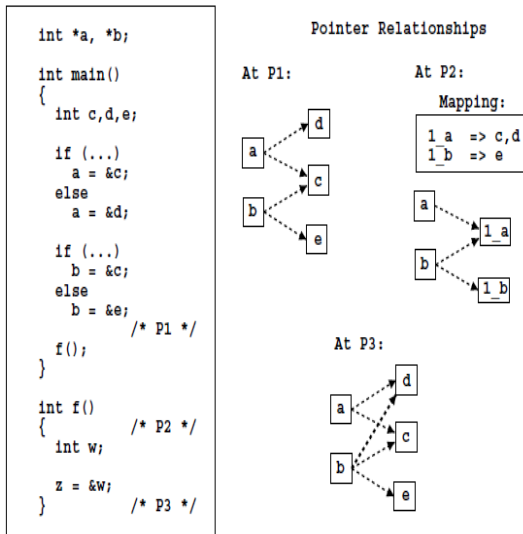 int *a, *b;
int main()
{
int c,d,e;
if (...)
a = &c;
else
a = &d;
if (...)
b = &c;
else
b = &e;
/* P1 */
f();
}
int f()
{ /* P2 */
int w;
z = &w;
} /* P3 */
Pointer Relationships
At P1:
d
a
c
b
e
At P2:
Mapping:
1_a => c,d
1_b => e
a
1_a
b
1_b
At P3:
d
a
c
b
e